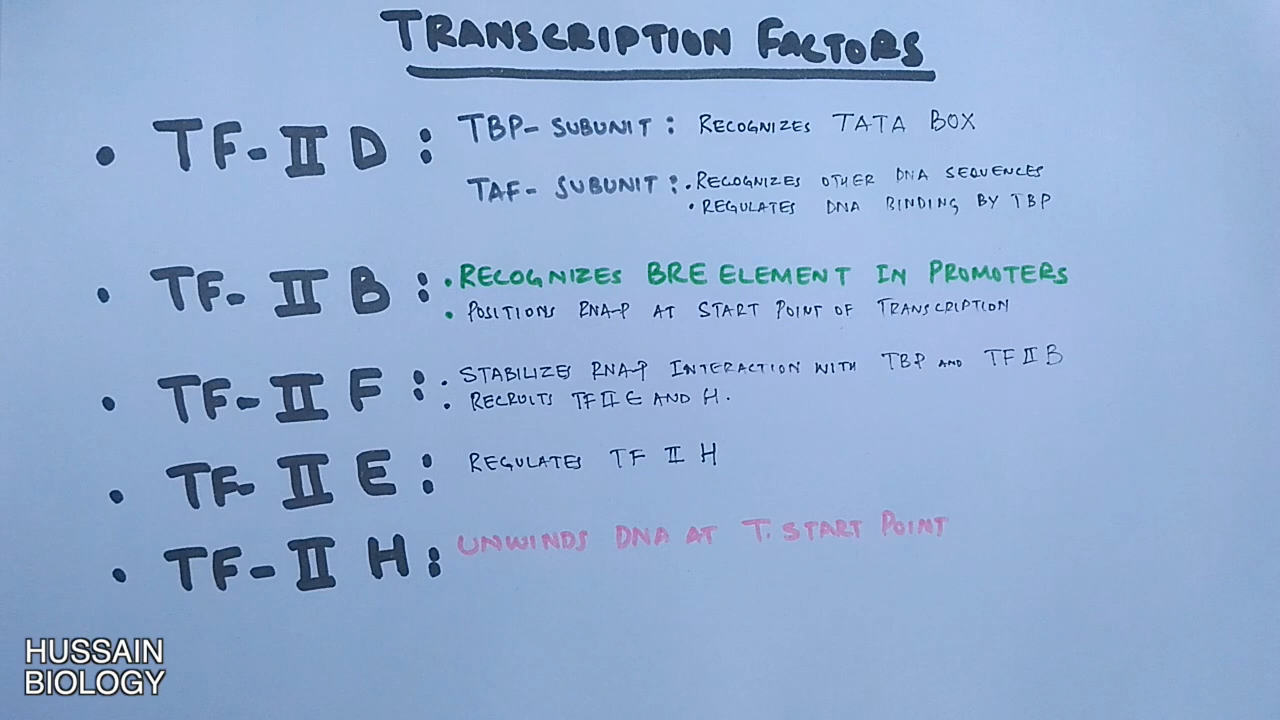 TRANSCRIPTION FACTORS
• TF-II D : TBP- SUBUNIT : RECOGNIZES TATA BOX
TAF- SUBUNIT : • RECOGNIZES OTHER DNA SEQUENCES
• REGULATES DNA BINDING BY TBP
• TF- II B : • RECOGNIZES BRE ELEMENT IN PROMOTERS
• POSITIONS RNA-P AT START POINT OF TRANSCRIPTION
• TF-II F : • STABILIZES RNA-P INTERACTION WITH TBP AND TF II B
• RECRUITS TFII E AND H.
• TF- II E : REGULATES TF II H
• TF-II H : UNWINDS DNA AT T. START POINT
HUSSAIN
BIOLOGY